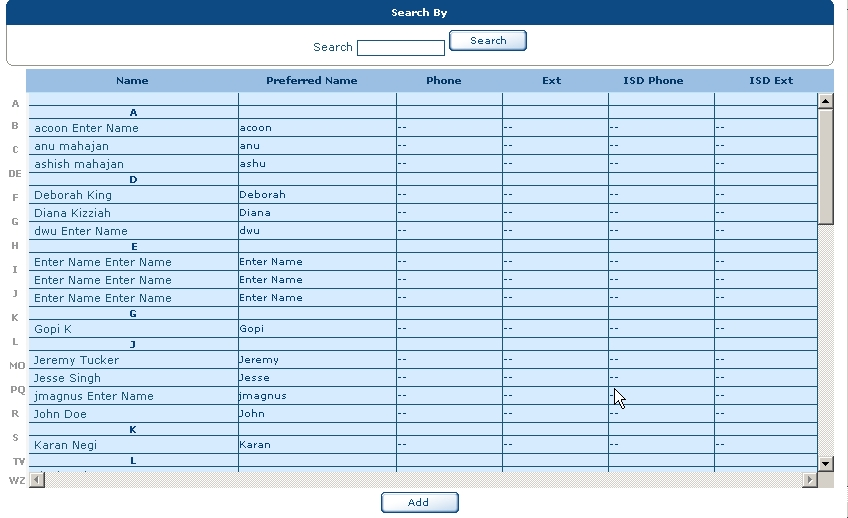 Search By
Search Search
Name Preferred Name Phone Ext ISD Phone ISD Ext
A
A
B
acoon Enter Name acoon -- -- -- --
anu mahajan anu -- -- -- --
C
ashish mahajan ashu -- -- -- --
DE
D
F
Deborah King Deborah -- -- -- --
Diana Kizziah Diana -- -- -- --
G
dwu Enter Name dwu -- -- -- --
H
E
Enter Name Enter Name Enter Name -- -- -- --
I
Enter Name Enter Name Enter Name -- -- -- --
J
Enter Name Enter Name Enter Name -- -- -- --
K
G
Gopi K Gopi -- -- -- --
L
J
Jeremy Tucker Jeremy -- -- -- --
MO
Jesse Singh Jesse -- -- -- --
PQ
jmagnus Enter Name jmagnus -- -- -- --
R
John Doe John -- -- -- --
K
S
Karan Negi Karan -- -- -- --
TV
L
WZ
Add